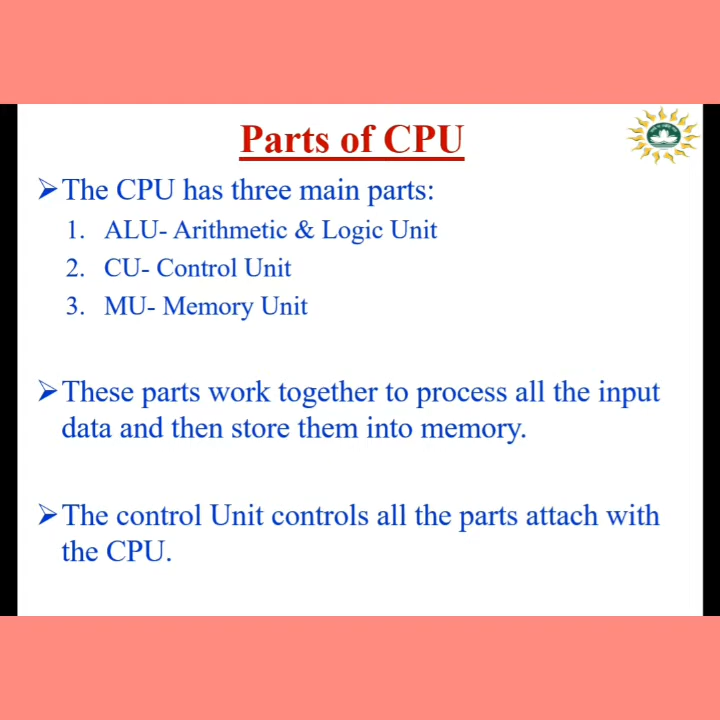 Parts of CPU
➢The CPU has three main parts:
1. ALU- Arithmetic & Logic Unit
2. CU- Control Unit
3. MU- Memory Unit
➢These parts work together to process all the input
data and then store them into memory.
➢The control Unit controls all the parts attach with
the CPU.